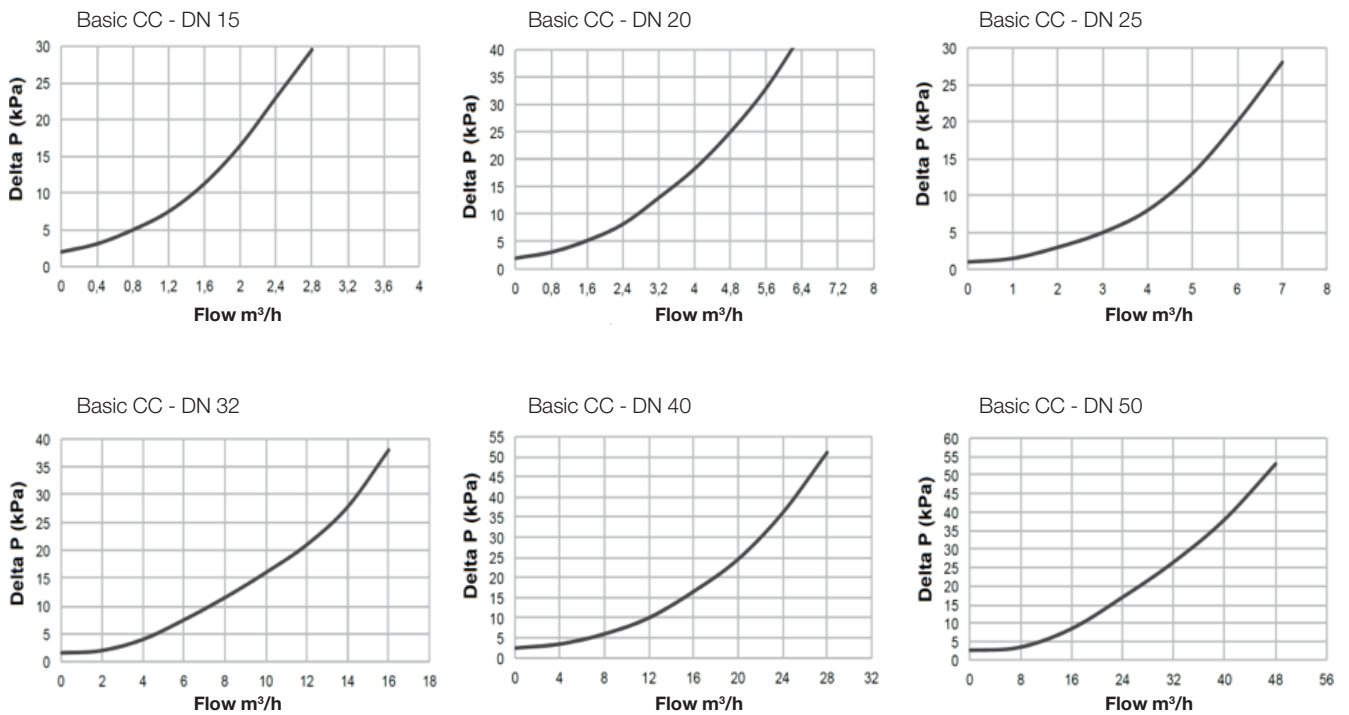 Basic CC - DN 15
Delta P (kPa)
30
25
20
15
10
5
0
0 0,4 0,8 1,2 1,6 2 2,4 2,8 3,2 3,6 4
Flow m³/h
Basic CC - DN 20
Delta P (kPa)
40
35
30
25
20
15
10
5
0
0 0,8 1,6 2,4 3,2 4 4,8 5,6 6,4 7,2 8
Flow m³/h
Basic CC - DN 25
Delta P (kPa)
30
25
20
15
10
5
0
0 1 2 3 4 5 6 7 8
Flow m³/h
Basic CC - DN 32
Delta P (kPa)
40
35
30
25
20
15
10
5
0
0 2 4 6 8 10 12 14 16 18
Flow m³/h
Basic CC - DN 40
Delta P (kPa)
55
50
45
40
35
30
25
20
15
10
5
0
0 4 8 12 16 20 24 28 32
Flow m³/h
Basic CC - DN 50
Delta P (kPa)
60
55
50
45
40
35
30
25
20
15
10
5
0
0 8 16 24 32 40 48 56
Flow m³/h